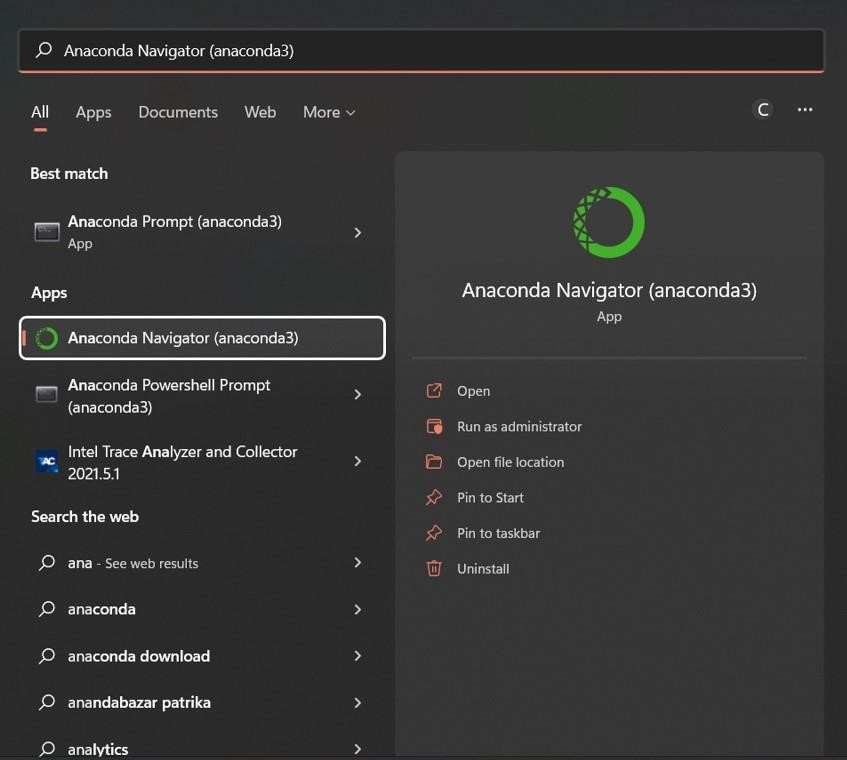 Anaconda Navigator (anaconda3)
All Apps Documents Web More C
Best match
Anaconda Prompt (anaconda3)
App
Apps
Anaconda Navigator (anaconda3)
Anaconda Powershell Prompt
(anaconda3)
TAC
Intel Trace Analyzer and Collector
2021.5.1
Search the web
ana - See web results
anaconda
anaconda download
anandabazar patrika
analytics
Anaconda Navigator (anaconda3)
App
Open
Run as administrator
Open file location
Pin to Start
Pin to taskbar
Uninstall